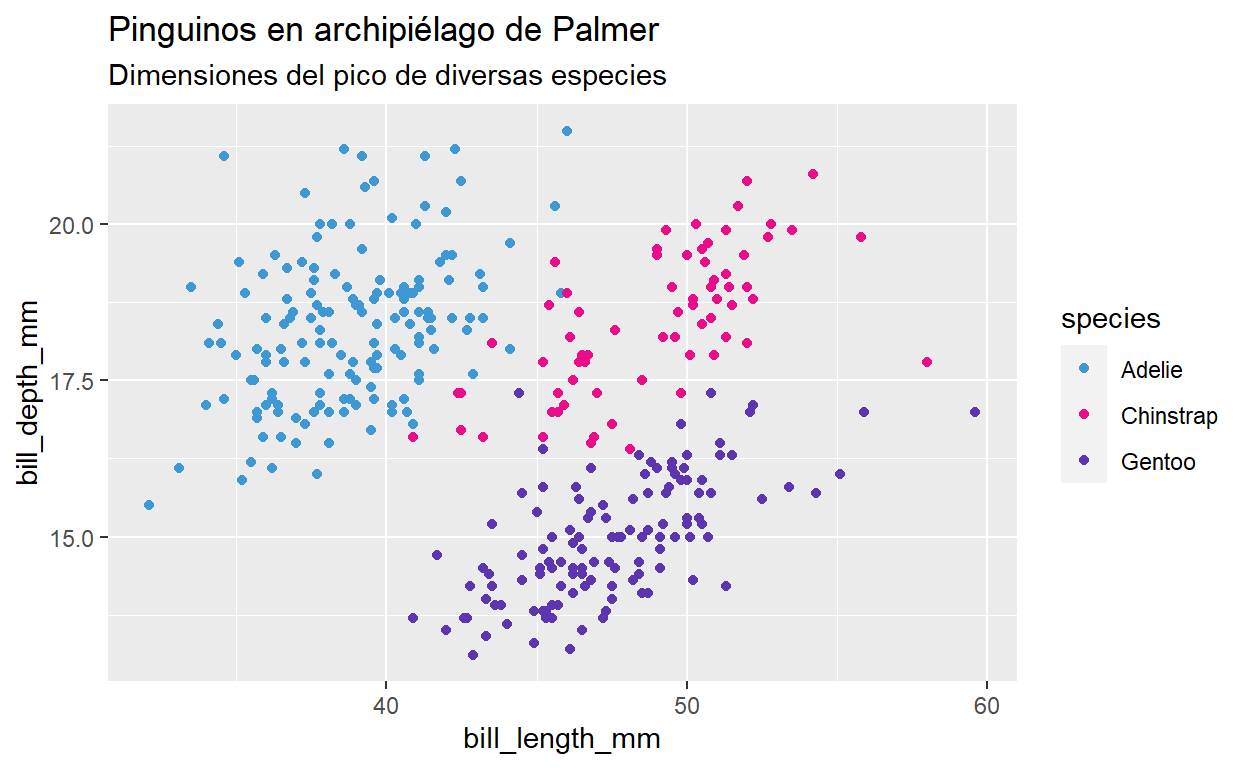 Pinguinos en archipiélago de Palmer
Dimensiones del pico de diversas especies
20.0
17.5
15.0
bill_depth_mm
40
50
60
bill_length_mm
species
Adelie
Chinstrap
Gentoo